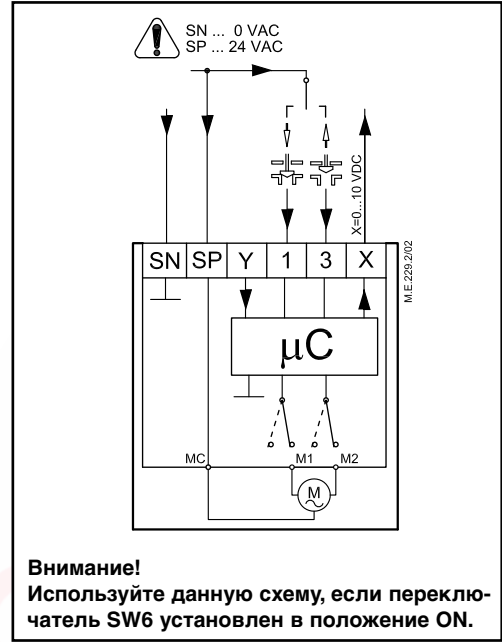 SN ... 0 VAC
SP ... 24 VAC
X=0...10 VDC
SN SP Y 1 3 X
M.E.229.2/02
µC
MC M1 M2
M
Внимание!
Используйте данную схему, если переклю-
чатель SW6 установлен в положение ON.